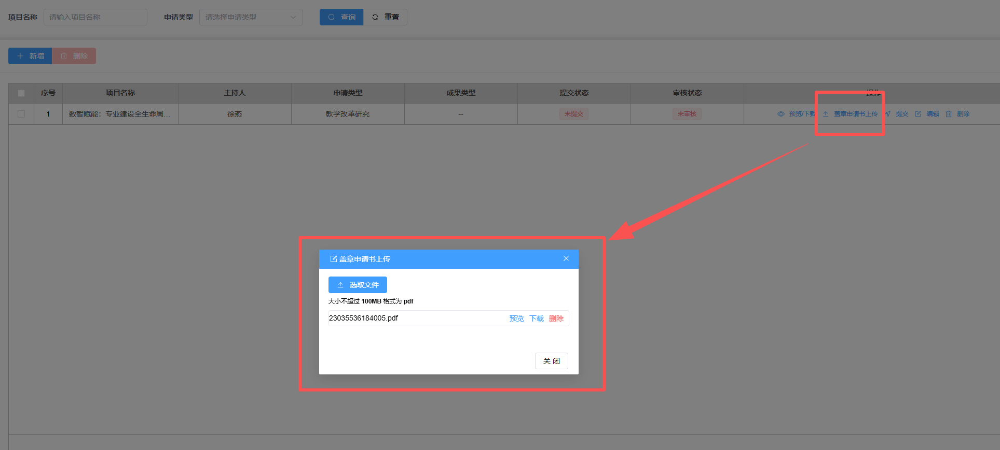 项目名称 请输入项目名称 申请类型 请选择申请类型 查询 重置
新增 删除
序号 项目名称 主持人 申请类型 成果类型 提交状态 审核状态 操作
1 数智赋能：专业建设全生命周... 徐燕 教学改革研究 -- 未提交 未审核 预览/下载 盖章申请书上传 提交 编辑 删除
盖章申请书上传
选取文件
大小不超过 100MB 格式为 pdf
23035536184005.pdf 预览 下载 删除
关 闭